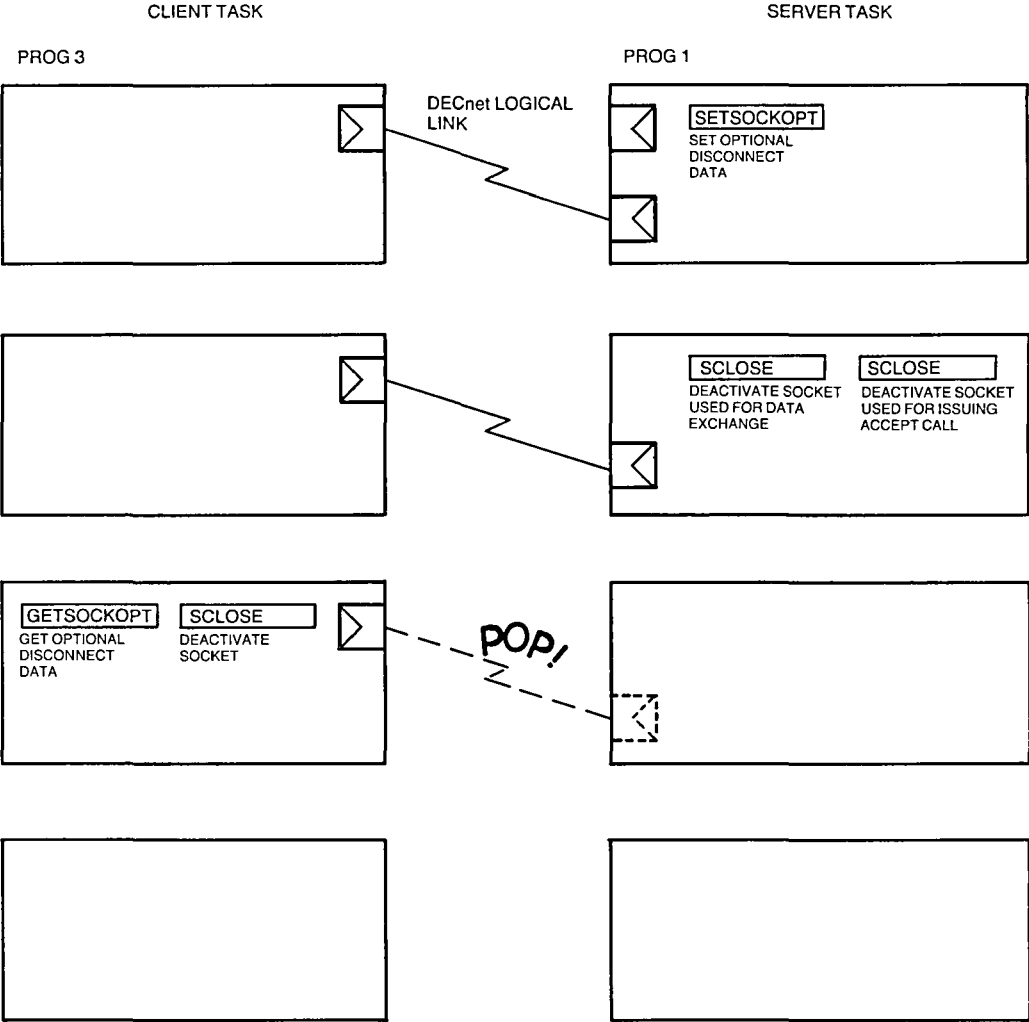 CLIENT TASK
SERVER TASK
PROG 3
PROG 1
DECnet LOGICAL
LINK
SETSOCKOPT
SET OPTIONAL
DISCONNECT
DATA
SCLOSE
DEACTIVATE SOCKET
USED FOR DATA
EXCHANGE
SCLOSE
DEACTIVATE SOCKET
USED FOR ISSUING
ACCEPT CALL
GETSOCKOPT
GET OPTIONAL
DISCONNECT
DATA
SCLOSE
DEACTIVATE
SOCKET
POP!